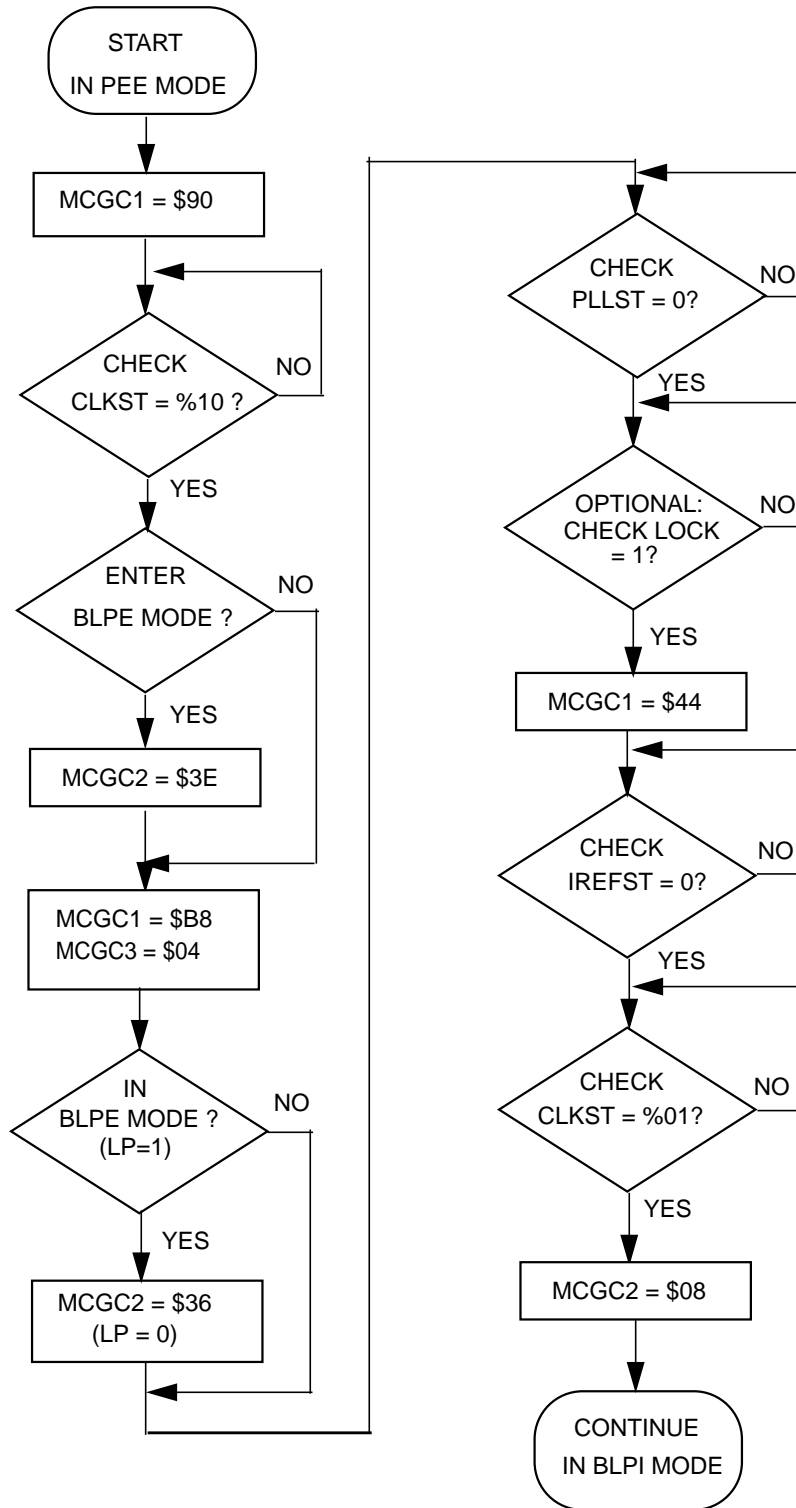 START
IN PEE MODE
MCGC1 = $90
CHECK
CLKST = %10 ?
NO
YES
ENTER
BLPE MODE ?
NO
YES
MCGC2 = $3E
MCGC1 = $B8
MCGC3 = $04
IN
BLPE MODE ?
(LP=1)
NO
YES
MCGC2 = $36
(LP = 0)
CHECK
PLLST = 0?
NO
YES
OPTIONAL:
CHECK LOCK
= 1?
NO
YES
MCGC1 = $44
CHECK
IREFST = 0?
NO
YES
CHECK
CLKST = %01?
NO
YES
MCGC2 = $08
CONTINUE
IN BLPI MODE